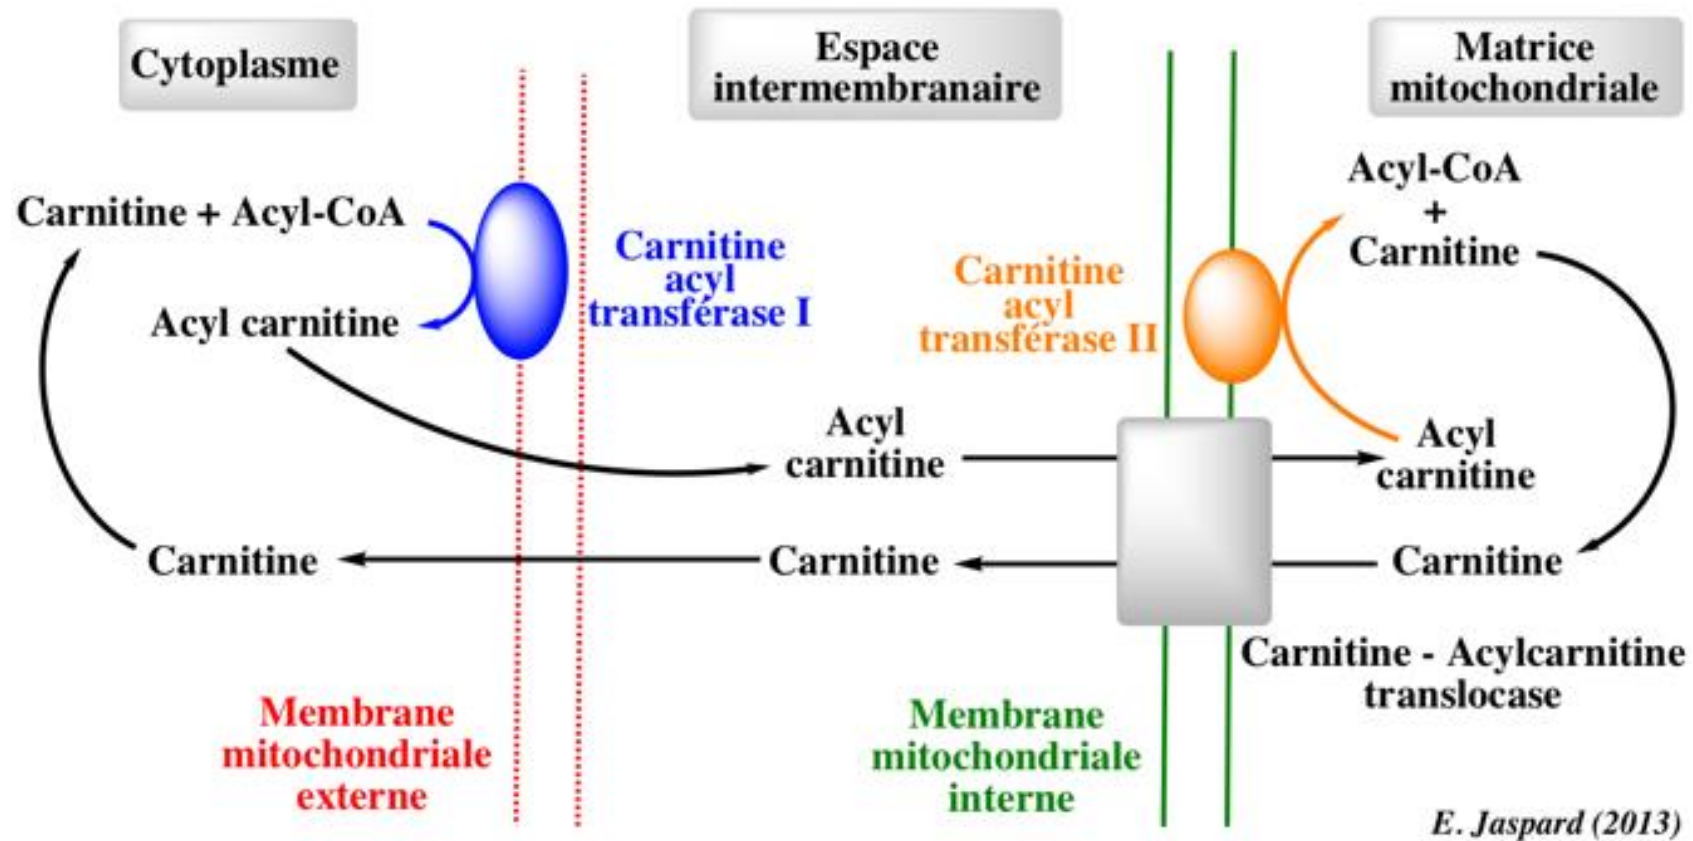 Cytoplasme
Espace
intermembranaire
Matrice
mitochondriale
Carnitine + Acyl-CoA
Acyl carnitine
Carnitine
acyl
transférase I
Carnitine
acyl
transférase II
Acyl-CoA
+
Carnitine
Acyl
carnitine
Acyl
carnitine
Carnitine
Carnitine
Carnitine
Carnitine - Acylcarnitine
translocase
Membrane
mitochondriale
externe
Membrane
mitochondriale
interne
E. Jaspard (2013)